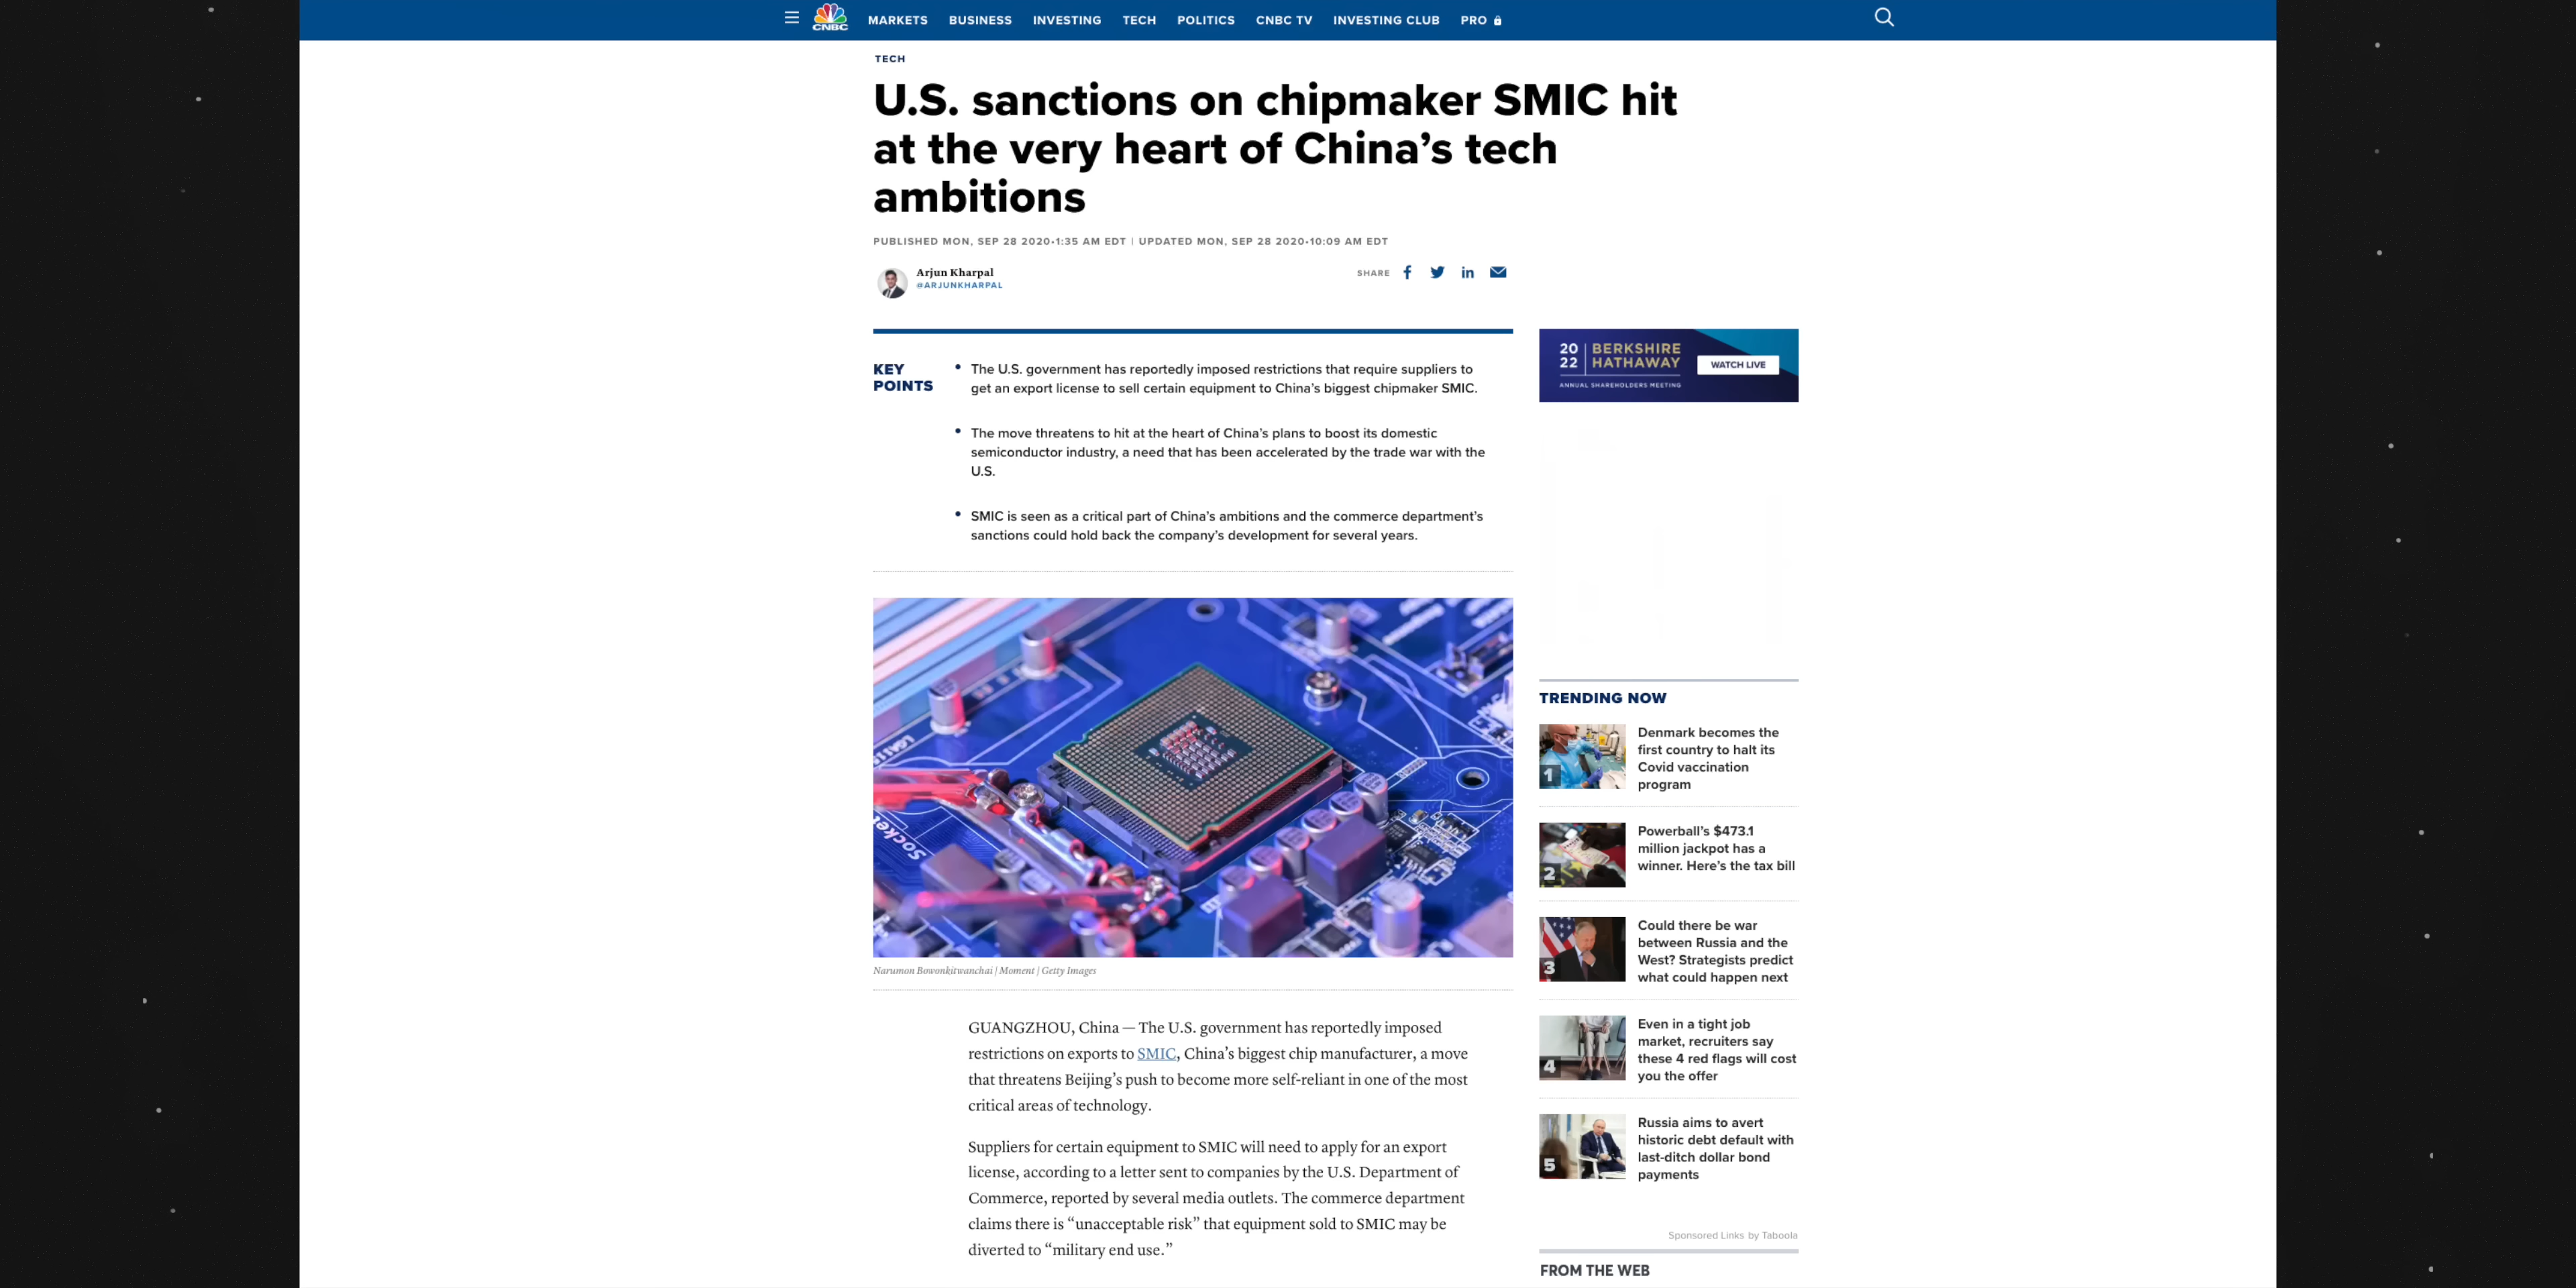 CNBC
MARKETS BUSINESS INVESTING TECH POLITICS CNBC TV INVESTING CLUB PRO
TECH
U.S. sanctions on chipmaker SMIC hit
at the very heart of China’s tech
ambitions
PUBLISHED MON, SEP 28 2020•1:35 AM EDT | UPDATED MON, SEP 28 2020•10:09 AM EDT
Arjun Kharpal
@ARJUNKHARPAL
SHARE
KEY
POINTS
• The U.S. government has reportedly imposed restrictions that require suppliers to
get an export license to sell certain equipment to China’s biggest chipmaker SMIC.
• The move threatens to hit at the heart of China’s plans to boost its domestic
semiconductor industry, a need that has been accelerated by the trade war with the
U.S.
• SMIC is seen as a critical part of China’s ambitions and the commerce department’s
sanctions could hold back the company’s development for several years.
Socket
Narumon Bowonkitwanchai | Moment | Getty Images
GUANGZHOU, China — The U.S. government has reportedly imposed
restrictions on exports to SMIC, China’s biggest chip manufacturer, a move
that threatens Beijing’s push to become more self-reliant in one of the most
critical areas of technology.
Suppliers for certain equipment to SMIC will need to apply for an export
license, according to a letter sent to companies by the U.S. Department of
Commerce, reported by several media outlets. The commerce department
claims there is “unacceptable risk” that equipment sold to SMIC may be
diverted to “military end use.”
20 | BERKSHIRE
22 | HATHAWAY
ANNUAL SHAREHOLDERS MEETING
WATCH LIVE
TRENDING NOW
1
Denmark becomes the
first country to halt its
Covid vaccination
program
2
Powerball’s $473.1
million jackpot has a
winner. Here’s the tax bill
3
Could there be war
between Russia and the
West? Strategists predict
what could happen next
4
Even in a tight job
market, recruiters say
these 4 red flags will cost
you the offer
5
Russia aims to avert
historic debt default with
last-ditch dollar bond
payments
Sponsored Links by Taboola
FROM THE WEB